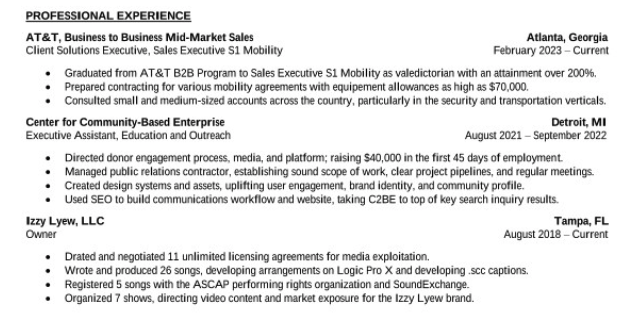 PROFESSIONAL EXPERIENCE
AT&T, Business to Business Mid-Market Sales Atlanta, Georgia
Client Solutions Executive, Sales Executive S1 Mobility February 2023 – Current
• Graduated from AT&T B2B Program to Sales Executive S1 Mobility as valedictorian with an attainment over 200%.
• Prepared contracting for various mobility agreements with equipement allowances as high as $70,000.
• Consulted small and medium-sized accounts across the country, particularly in the security and transportation verticals.
Center for Community-Based Enterprise Detroit, MI
Executive Assistant, Education and Outreach August 2021 – September 2022
• Directed donor engagement process, media, and platform; raising $40,000 in the first 45 days of employment.
• Managed public relations contractor, establishing sound scope of work, clear project pipelines, and regular meetings.
• Created design systems and assets, uplifting user engagement, brand identity, and community profile.
• Used SEO to build communications workflow and website, taking C2BE to top of key search inquiry results.
Izzy Lyew, LLC Tampa, FL
Owner August 2018 – Current
• Drated and negotiated 11 unlimited licensing agreements for media exploitation.
• Wrote and produced 26 songs, developing arrangements on Logic Pro X and developing .scc captions.
• Registered 5 songs with the ASCAP performing rights organization and SoundExchange.
• Organized 7 shows, directing video content and market exposure for the Izzy Lyew brand.